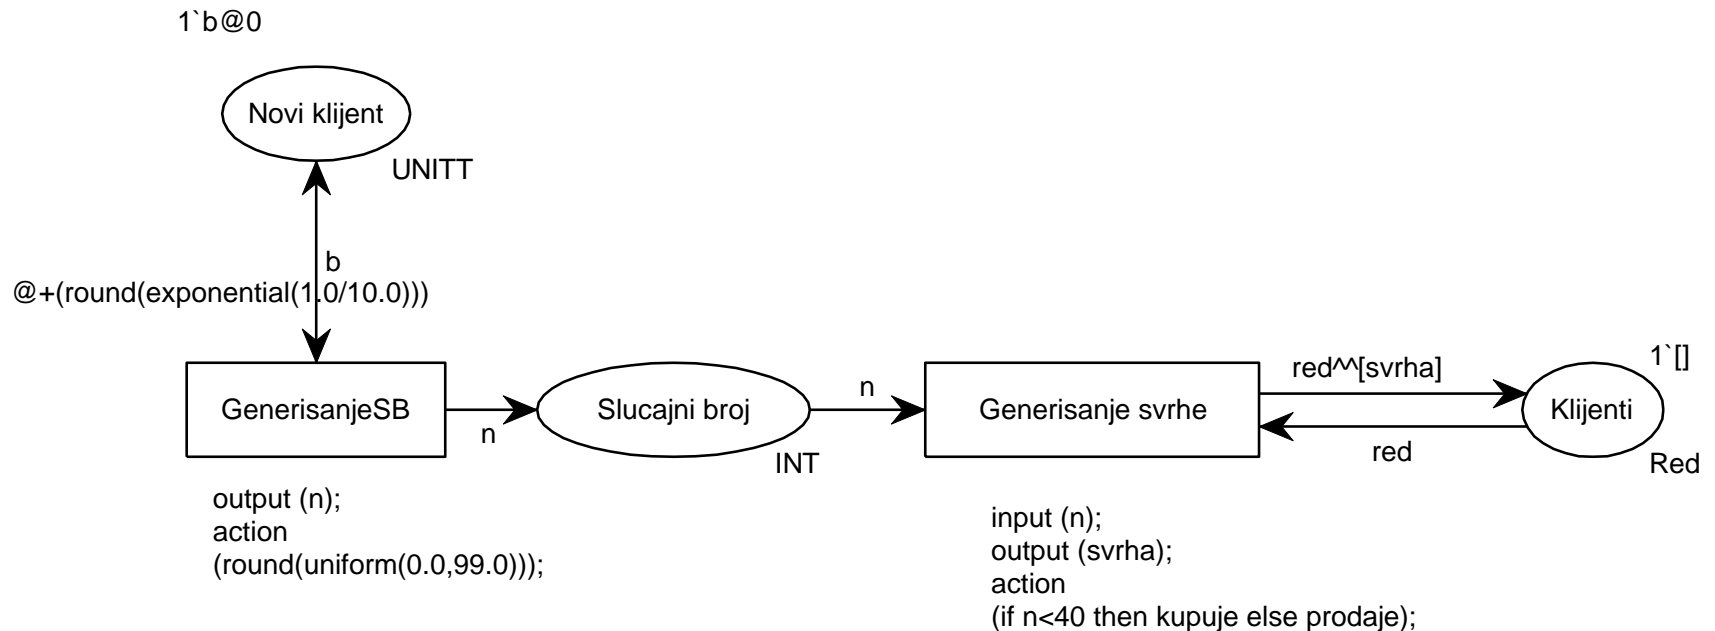 1`b@0
Novi klijent
UNITT
b
@+(round(exponential(1.0/10.0)))
GenerisanjeSB
n
Slucajni broj
INT
n
Generisanje svrhe
red^^[svrha]
red
1`[]
Klijenti
Red
output (n);
action
(round(uniform(0.0,99.0)));
input (n);
output (svrha);
action
(if n<40 then kupuje else prodaje);